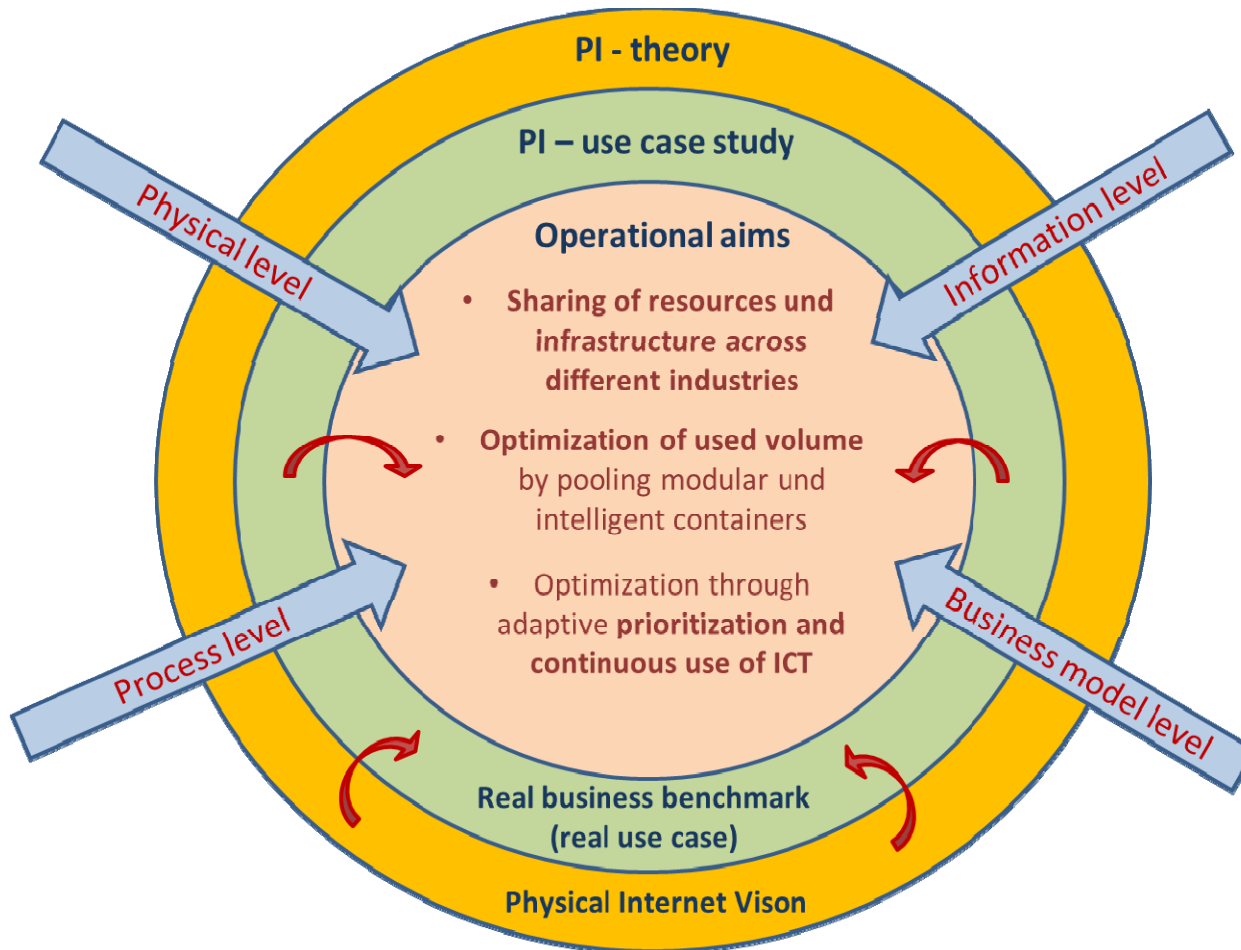 PI - theory
PI – use case study
Physical level
Information level
Operational aims
• Sharing of resources und
infrastructure across
different industries
• Optimization of used volume
by pooling modular und
intelligent containers
• Optimization through
adaptive prioritization and
continuous use of ICT
Process level
Business model level
Real business benchmark
(real use case)
Physical Internet Vison